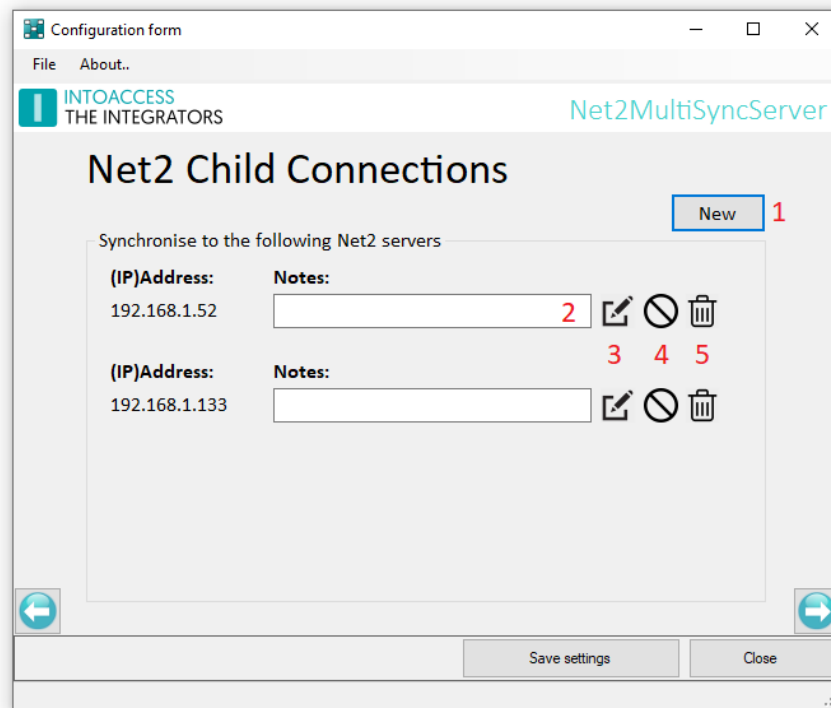 Configuration form
File About..
INTOACCESS
THE INTEGRATORS
Net2MultiSyncServer
Net2 Child Connections
New 1
Synchronise to the following Net2 servers
(IP)Address: Notes:
192.168.1.52 2
3 4 5
(IP)Address: Notes:
192.168.1.133
Save settings Close